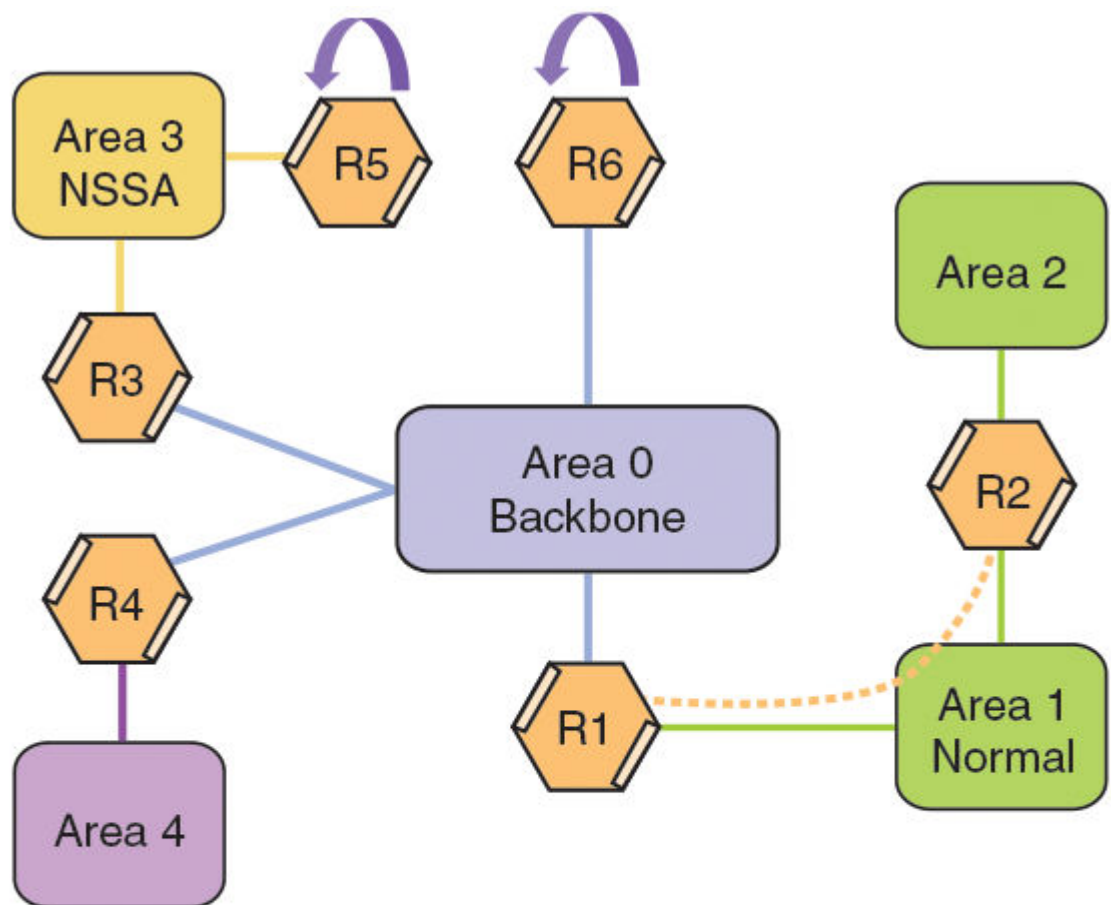 Area 3
NSSA
R5
R6
Area 2
R3
Area 0
Backbone
R2
R4
R1
Area 1
Normal
Area 4